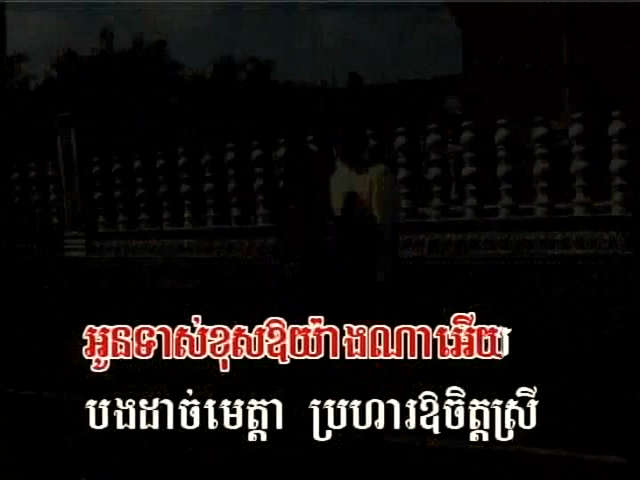 អូនទាស់ខុសឱយ៉ាងណាអើយ
បងដាច់មេត្តា ប្រហារឱចិត្តស្រី